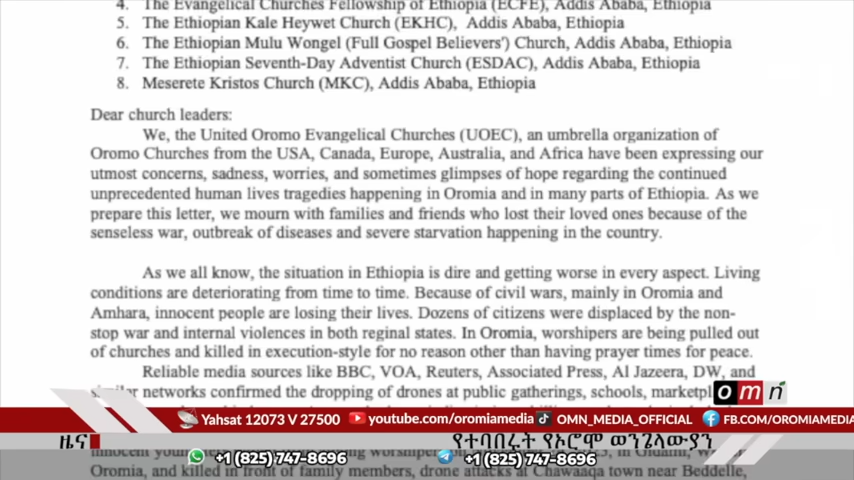 4. The Evangelical Churches Fellowship of Ethiopia (ECFE), Addis Ababa, Ethiopia
5. The Ethiopian Kale Heywet Church (EKHC), Addis Ababa, Ethiopia
6. The Ethiopian Mulu Wongel (Full Gospel Believers') Church, Addis Ababa, Ethiopia
7. The Ethiopian Seventh-Day Adventist Church (ESDAC), Addis Ababa, Ethiopia
8. Meserete Kristos Church (MKC), Addis Ababa, Ethiopia
Dear church leaders:
We, the United Oromo Evangelical Churches (UOEC), an umbrella organization of
Oromo Churches from the USA, Canada, Europe, Australia, and Africa have been expressing our
utmost concerns, sadness, worries, and sometimes glimpses of hope regarding the continued
unprecedented human lives tragedies happening in Oromia and in many parts of Ethiopia. As we
prepare this letter, we mourn with families and friends who lost their loved ones because of the
senseless war, outbreak of diseases and severe starvation happening in the country.
As we all know, the situation in Ethiopia is dire and getting worse in every aspect. Living
conditions are deteriorating from time to time. Because of civil wars, mainly in Oromia and
Amhara, innocent people are losing their lives. Dozens of citizens were displaced by the non-
stop war and internal violences in both reginal states. In Oromia, worshipers are being pulled out
of churches and killed in execution-style for no reason other than having prayer times for peace.
Reliable media sources like BBC, VOA, Reuters, Associated Press, Al Jazeera, DW, and
networks confirmed the dropping of drones at public gatherings, schools,
omn
Yahsat 12073 V 27500 youtube.com/oromiamedia OMN_MEDIA_OFFICIAL FB.COM/OROMIAMEDIA
ዜና የተባበሩት የኦሮሞ ወንጌላውያን
+1 (825) 747-8696 +1 (825) 747-8696
Oromia, and killed in front of family members, drone attacks at Chawaaqa town near Bedelle,